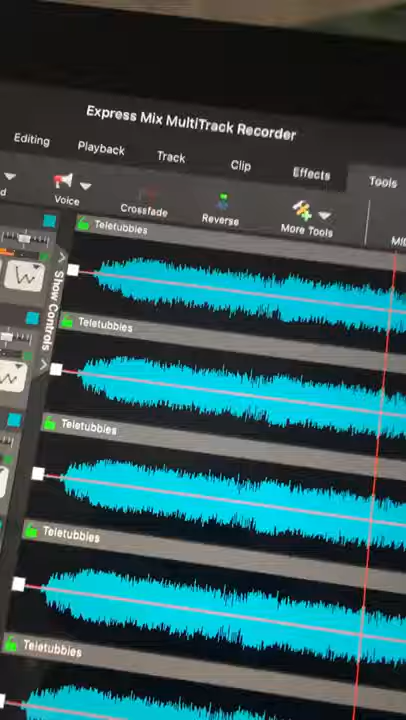 Express Mix MultiTrack Recorder
Editing
Playback
Track
Clip
Effects
Tools
Voice
Crossfade
Reverse
More Tools
Show Controls
Teletubbies
Teletubbies
Teletubbies
Teletubbies
Teletubbies